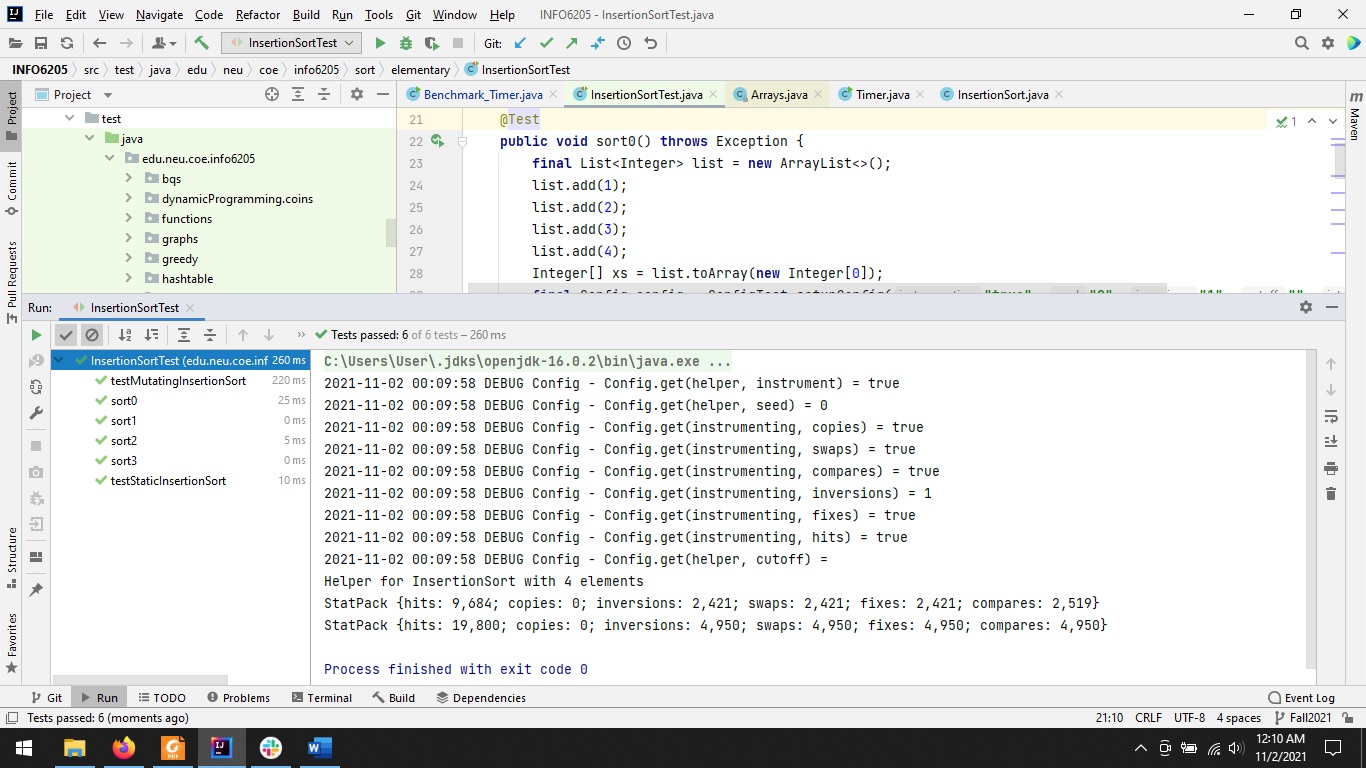 File Edit View Navigate Code Refactor Build Run Tools Git Window Help INFO6205 - InsertionSortTest.java
InsertionSortTest Git:
INFO6205 src test java edu neu coe info6205 sort elementary InsertionSortTest
Project
Benchmark_Timer.java InsertionSortTest.java Arrays.java Timer.java InsertionSort.java
test
java
edu.neu.coe.info6205
bqs
dynamicProgramming.coins
functions
graphs
greedy
hashtable
21 @Test
22 public void sort0() throws Exception {
23 final List<Integer> list = new ArrayList<>();
24 list.add(1);
25 list.add(2);
26 list.add(3);
27 list.add(4);
28 Integer[] xs = list.toArray(new Integer[0]);
1
Project
Commit
Pull Requests
Structure
Favorites
m
Maven
Run: InsertionSortTest
Tests passed: 6 of 6 tests – 260 ms
InsertionSortTest (edu.neu.coe.inf 260 ms
testMutatingInsertionSort 220 ms
sort0 25 ms
sort1 0 ms
sort2 5 ms
sort3 0 ms
testStaticInsertionSort 10 ms
C:\Users\User\.jdks\openjdk-16.0.2\bin\java.exe ...
2021-11-02 00:09:58 DEBUG Config - Config.get(helper, instrument) = true
2021-11-02 00:09:58 DEBUG Config - Config.get(helper, seed) = 0
2021-11-02 00:09:58 DEBUG Config - Config.get(instrumenting, copies) = true
2021-11-02 00:09:58 DEBUG Config - Config.get(instrumenting, swaps) = true
2021-11-02 00:09:58 DEBUG Config - Config.get(instrumenting, compares) = true
2021-11-02 00:09:58 DEBUG Config - Config.get(instrumenting, inversions) = 1
2021-11-02 00:09:58 DEBUG Config - Config.get(instrumenting, fixes) = true
2021-11-02 00:09:58 DEBUG Config - Config.get(instrumenting, hits) = true
2021-11-02 00:09:58 DEBUG Config - Config.get(helper, cutoff) =
Helper for InsertionSort with 4 elements
StatPack {hits: 9,684; copies: 0; inversions: 2,421; swaps: 2,421; fixes: 2,421; compares: 2,519}
StatPack {hits: 19,800; copies: 0; inversions: 4,950; swaps: 4,950; fixes: 4,950; compares: 4,950}
Process finished with exit code 0
Git Run TODO Problems Terminal Build Dependencies Event Log
Tests passed: 6 (moments ago) 21:10 CRLF UTF-8 4 spaces Fall2021
12:10 AM
11/2/2021